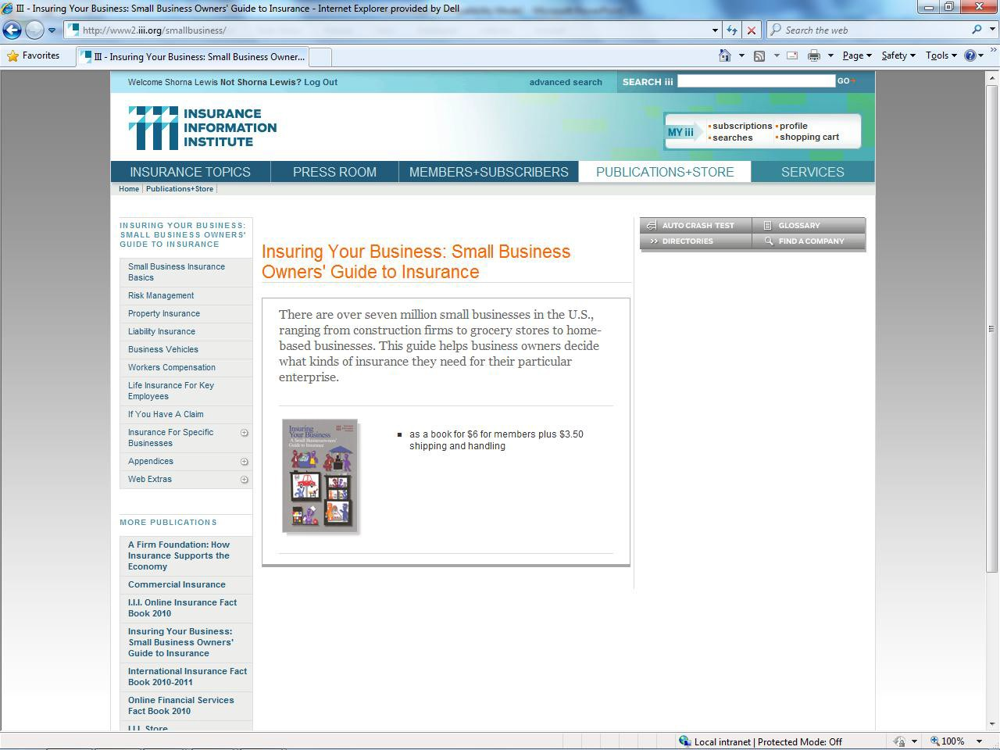 III - Insuring Your Business: Small Business Owners' Guide to Insurance - Internet Explorer provided by Dell
http://www2.iii.org/smallbusiness/
Search the web
Favorites
III - Insuring Your Business: Small Business Owner...
Page
Safety
Tools
Welcome Shorna Lewis Not Shorna Lewis? Log Out
advanced search
SEARCH iii
GO
INSURANCE
INFORMATION
INSTITUTE
MY iii
subscriptions
profile
searches
shopping cart
INSURANCE TOPICS
PRESS ROOM
MEMBERS+SUBSCRIBERS
PUBLICATIONS+STORE
SERVICES
Home
Publications+Store
INSURING YOUR BUSINESS:
SMALL BUSINESS OWNERS'
GUIDE TO INSURANCE
Small Business Insurance
Basics
Risk Management
Property Insurance
Liability Insurance
Business Vehicles
Workers Compensation
Life Insurance For Key
Employees
If You Have A Claim
Insurance For Specific
Businesses
Appendices
Web Extras
MORE PUBLICATIONS
A Firm Foundation: How
Insurance Supports the
Economy
Commercial Insurance
I.I.I. Online Insurance Fact
Book 2010
Insuring Your Business:
Small Business Owners'
Guide to Insurance
International Insurance Fact
Book 2010-2011
Online Financial Services
Fact Book 2010
I.I.I. Store
Insuring Your Business: Small Business
Owners' Guide to Insurance
There are over seven million small businesses in the U.S.,
ranging from construction firms to grocery stores to home-
based businesses. This guide helps business owners decide
what kinds of insurance they need for their particular
enterprise.
Insuring
Your Business
A Small Businessowners'
Guide to Insurance
as a book for $6 for members plus $3.50
shipping and handling
AUTO CRASH TEST
GLOSSARY
DIRECTORIES
FIND A COMPANY
Local intranet | Protected Mode: Off
100%